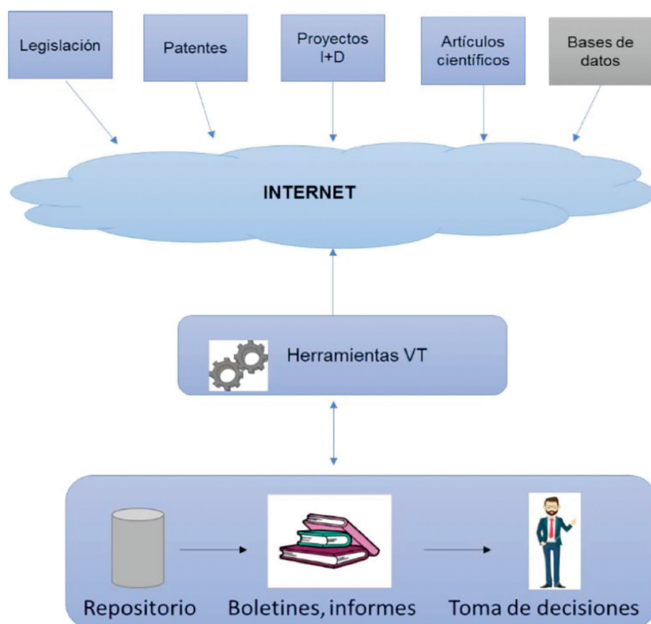 Legislación
Patentes
Proyectos
I+D
Artículos
científicos
Bases de
datos
INTERNET
Herramientas VT
Repositorio
Boletines, informes
Toma de decisiones